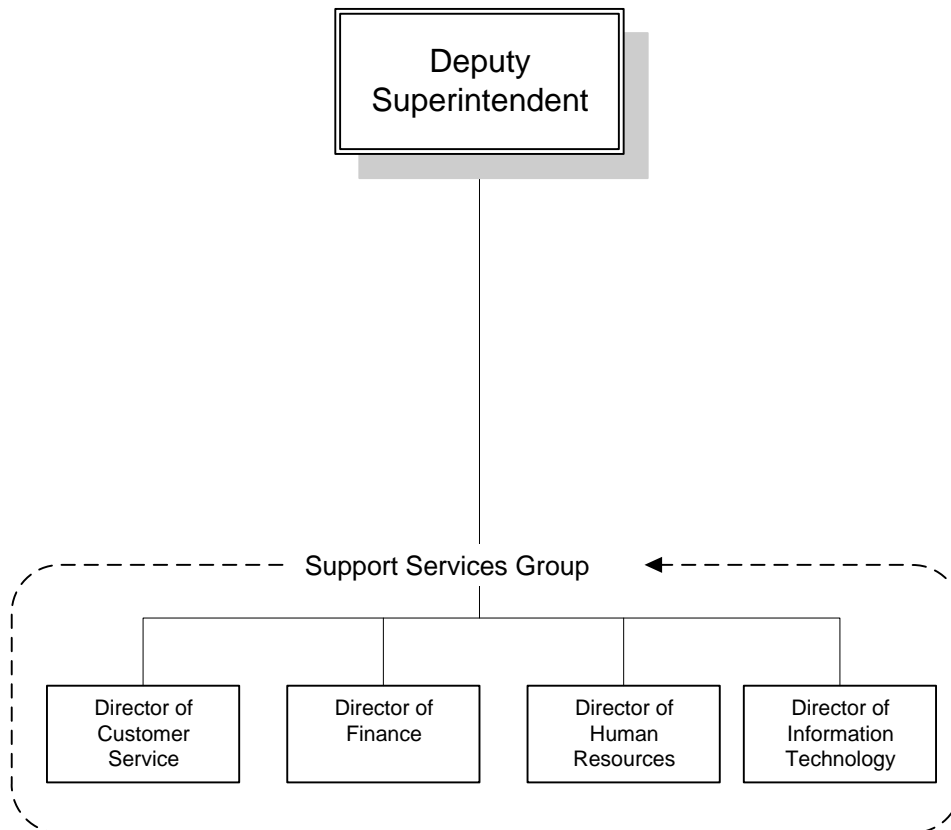 Deputy
Superintendent
Support Services Group
Director of
Customer
Service
Director of
Finance
Director of
Human
Resources
Director of
Information
Technology